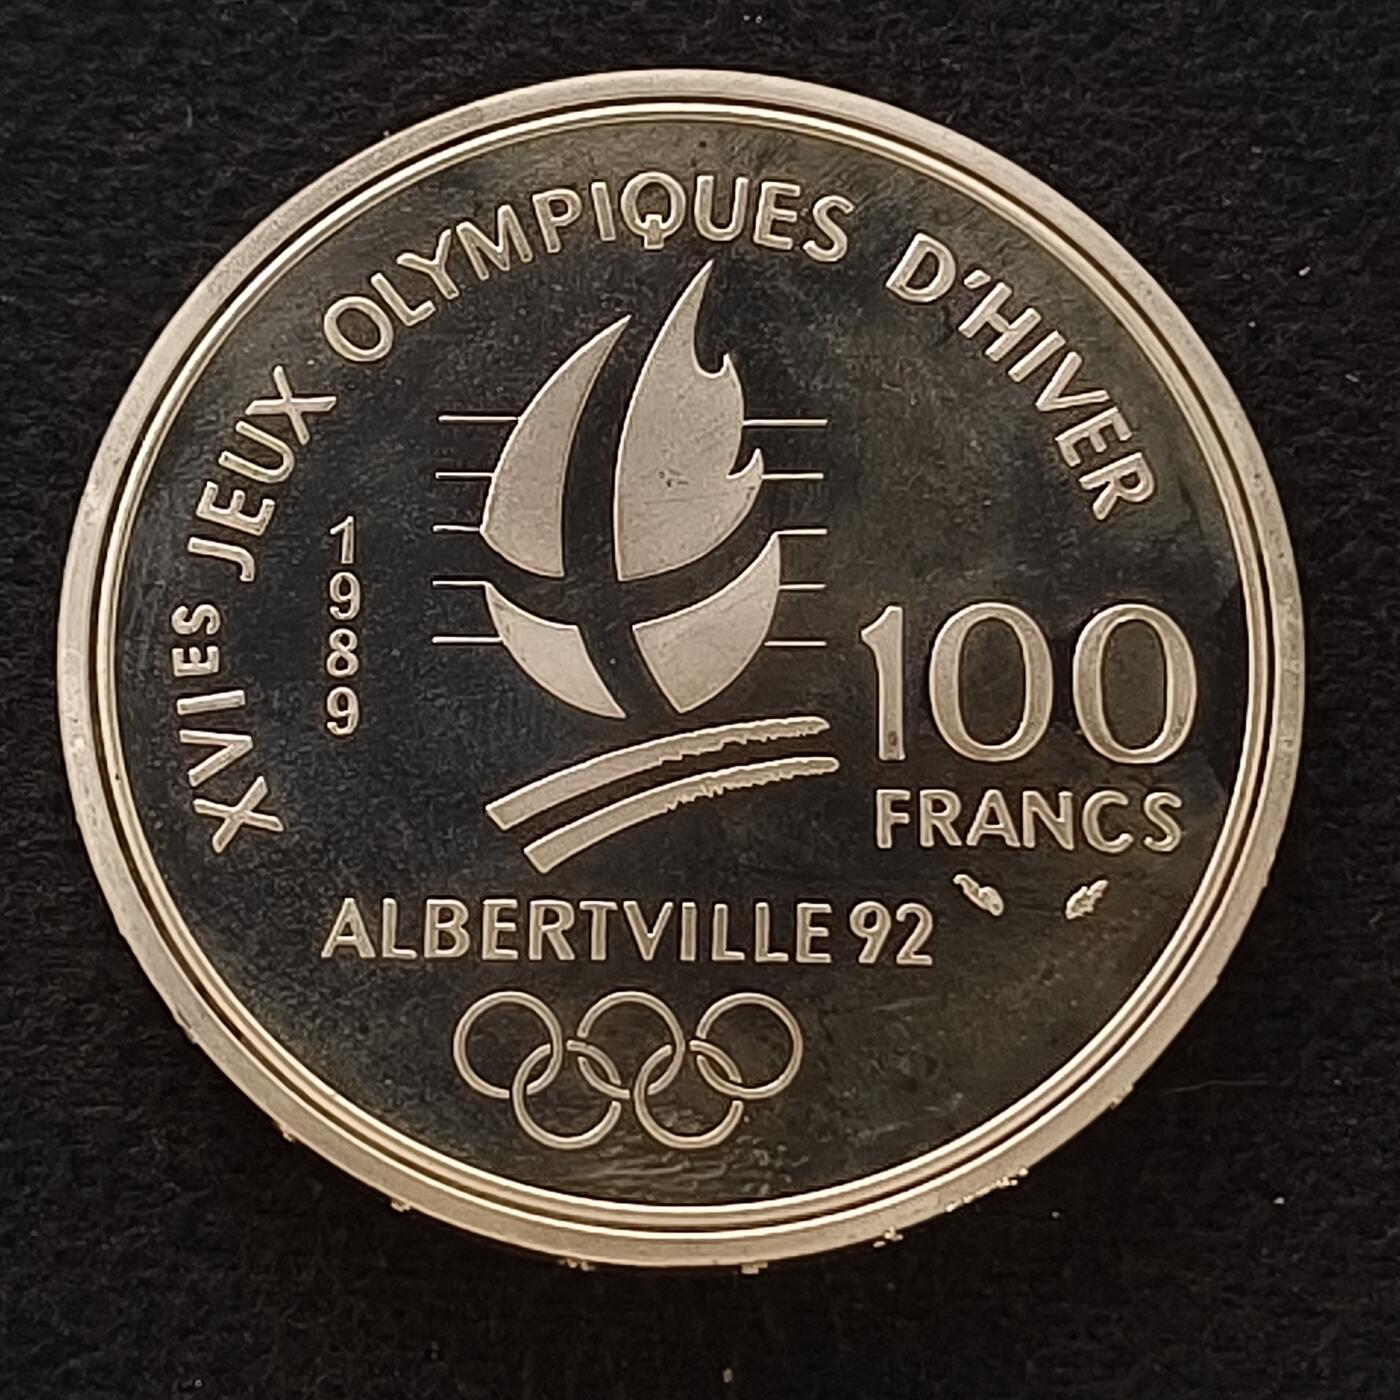 XVIES JEUX OLYMPIQUES D'HIVER
1989
100
FRANCS
ALBERTVILLE 92